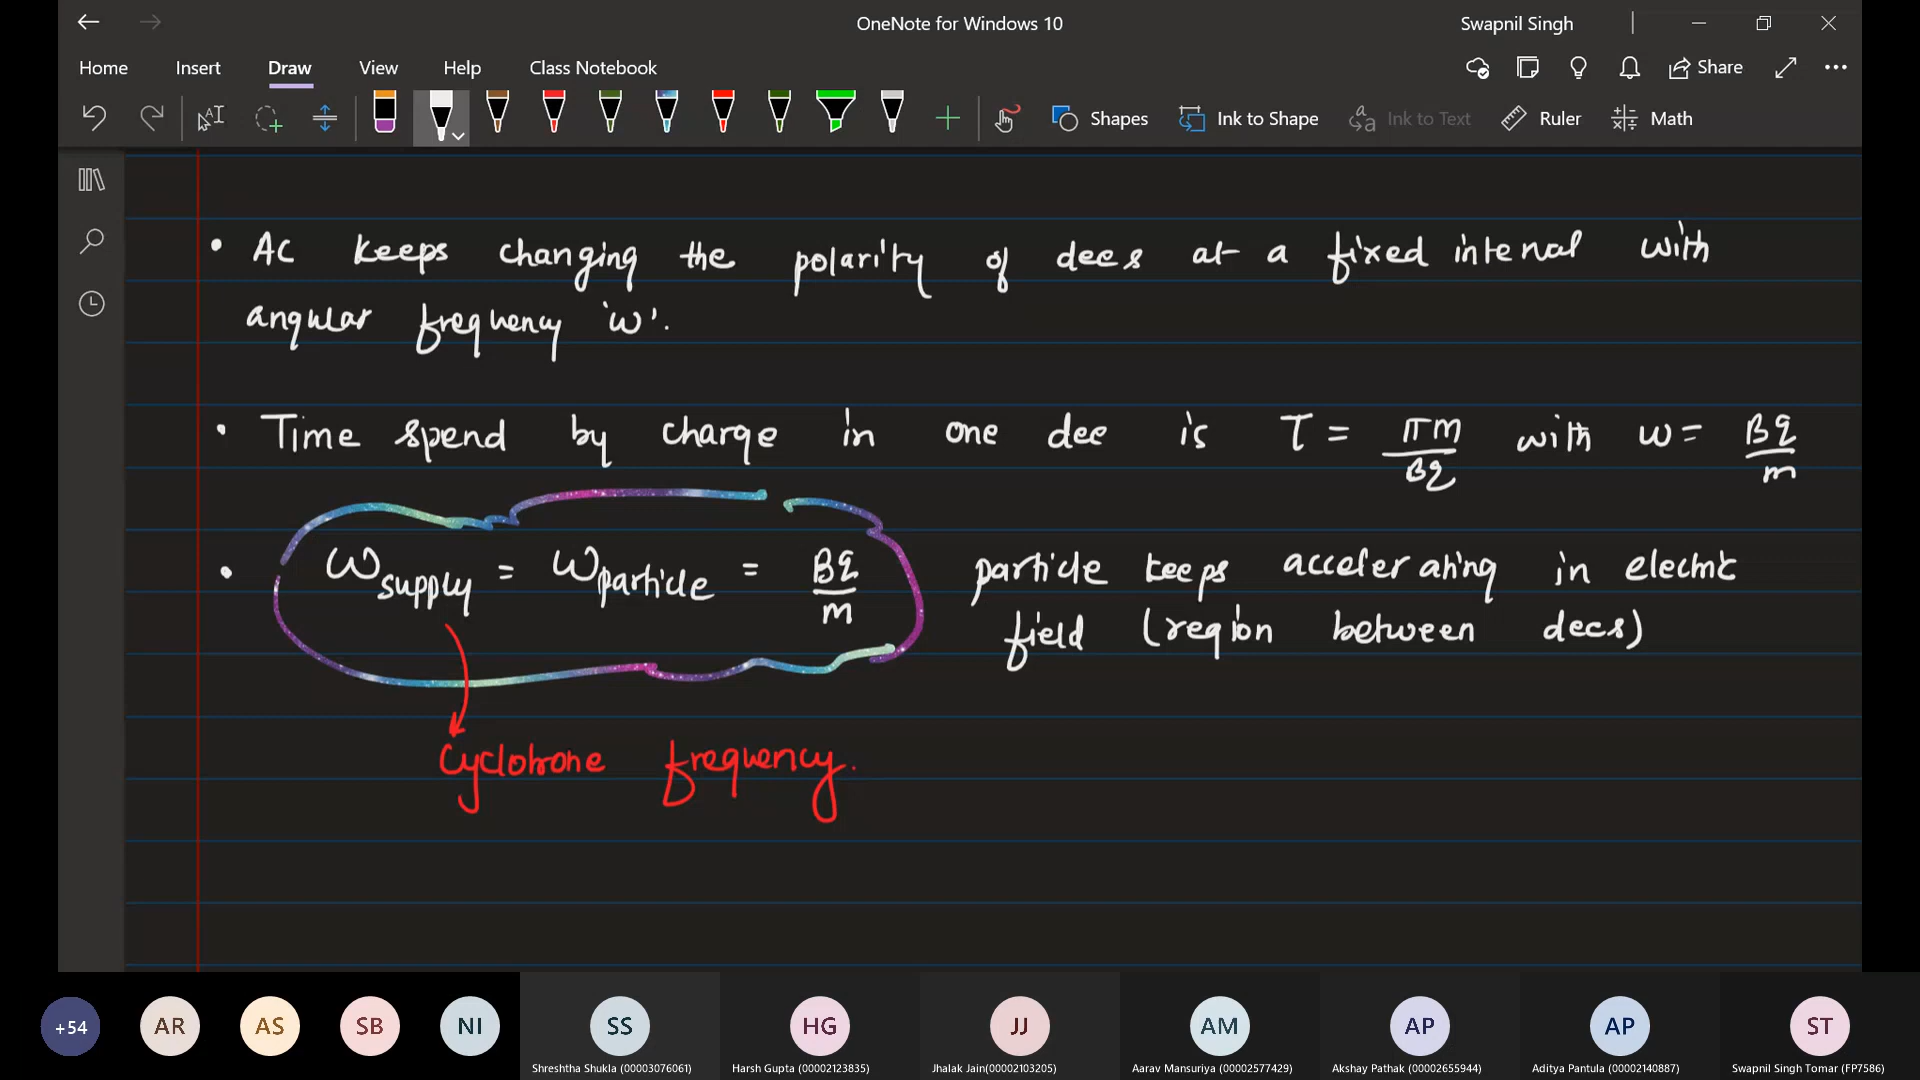 OneNote for Windows 10
Swapnil Singh
Home Insert Draw View Help Class Notebook
Share
Shapes Ink to Shape Ink to Text Ruler Math
• AC keeps changing the polarity of dees at a fixed interval with
angular frequency 'w'.
• Time spend by charge in one dee is T = πm/Bq with w = Bq/m
• ωsupply = ωparticle = Bq/m particle keeps accelerating in electric
field (region between dees)
Cyclotrone frequency.
+54 AR AS SB NI SS HG JJ AM AP AP ST
Shreshtha Shukla (00003076061) Harsh Gupta (00002123835) Jhalak Jain(00002103205) Aarav Mansuriya (00002577429) Akshay Pathak (00002655944) Aditya Pantula (00002140887) Swapnil Singh Tomar (FP7586)